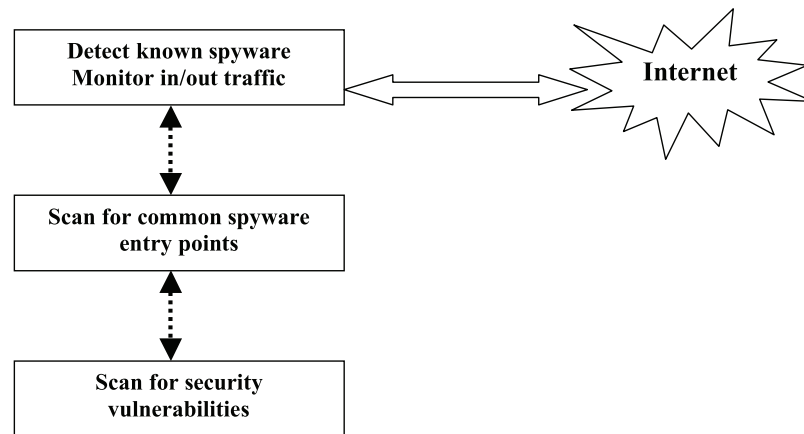 Detect known spyware
Monitor in/out traffic
Internet
Scan for common spyware
entry points
Scan for security
vulnerabilities